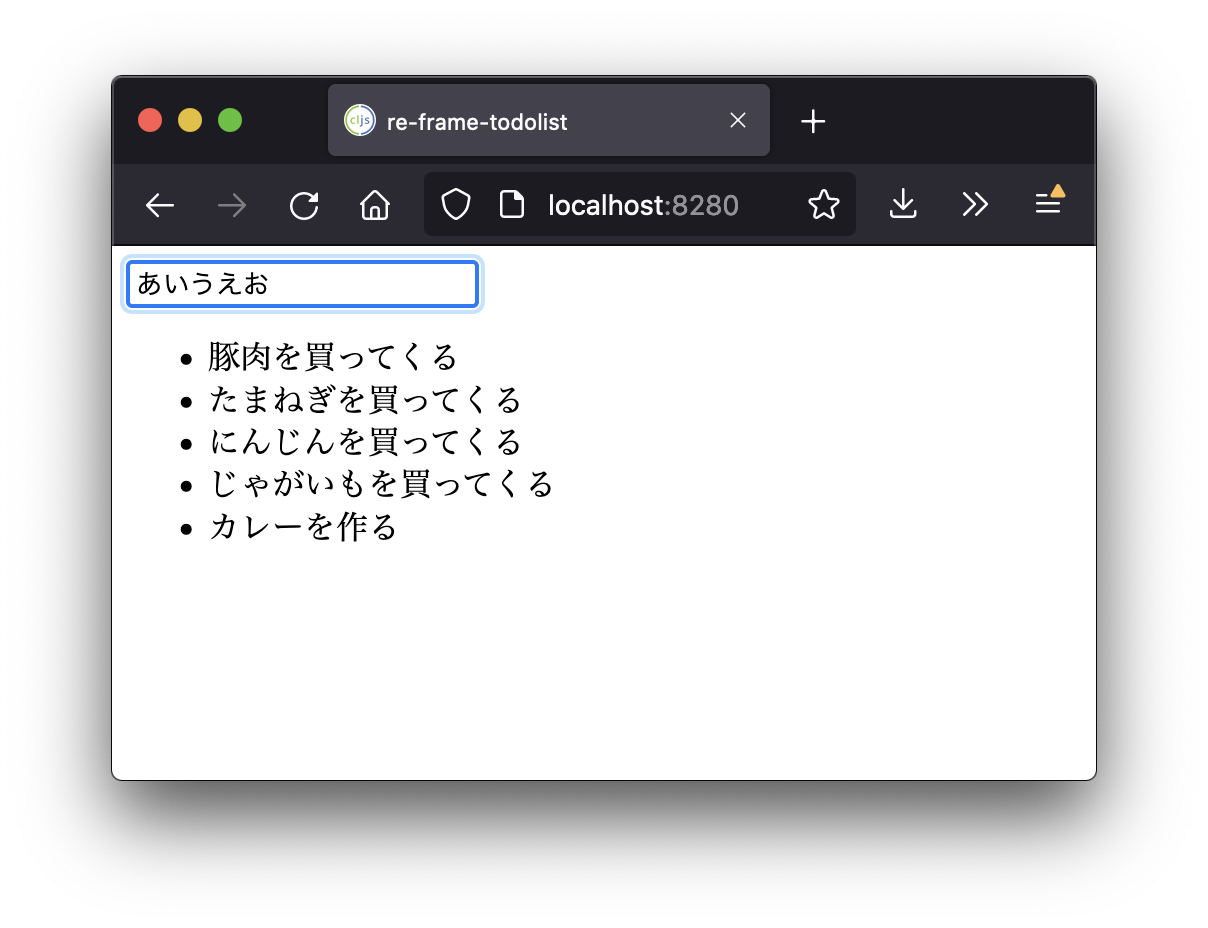 cljs re-frame-todolist
localhost:8280
あいうえお
豚肉を買ってくる
たまねぎを買ってくる
にんじんを買ってくる
じゃがいもを買ってくる
カレーを作る